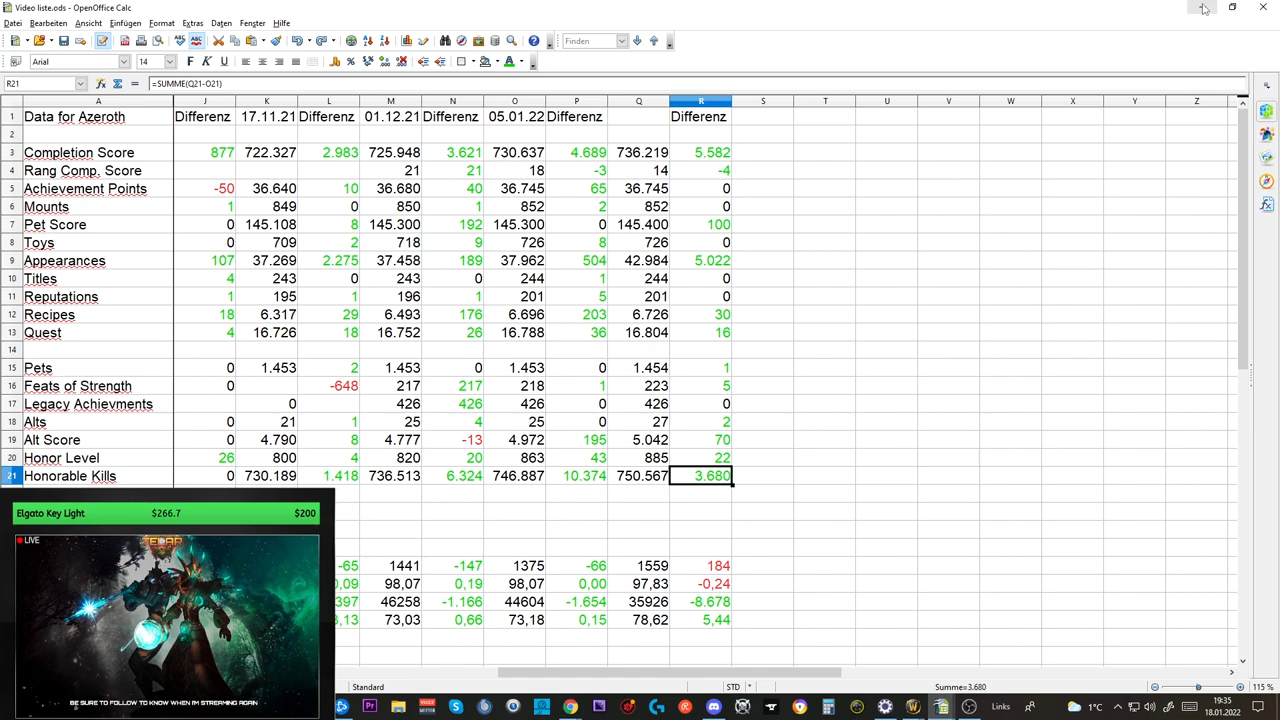 Video liste.ods - OpenOffice Calc
Datei Bearbeiten Ansicht Einfügen Format Extras Daten Fenster Hilfe
Finden
Arial 14
R21 =SUMME(Q21-O21)
A J K L M N O P Q R S T U V W X Y Z
1 Data for Azeroth Differenz 17.11.21 Differenz 01.12.21 Differenz 05.01.22 Differenz Differenz
2
3 Completion Score 877 722.327 2.983 725.948 3.621 730.637 4.689 736.219 5.582
4 Rang Comp. Score 21 21 18 -3 14 -4
5 Achievement Points -50 36.640 10 36.680 40 36.745 65 36.745 0
6 Mounts 1 849 0 850 1 852 2 852 0
7 Pet Score 0 145.108 8 145.300 192 145.300 0 145.400 100
8 Toys 0 709 2 718 9 726 8 726 0
9 Appearances 107 37.269 2.275 37.458 189 37.962 504 42.984 5.022
10 Titles 4 243 0 243 0 244 1 244 0
11 Reputations 1 195 1 196 1 201 5 201 0
12 Recipes 18 6.317 29 6.493 176 6.696 203 6.726 30
13 Quest 4 16.726 18 16.752 26 16.788 36 16.804 16
14
15 Pets 0 1.453 2 1.453 0 1.453 0 1.454 1
16 Feats of Strength 0 -648 217 217 218 1 223 5
17 Legacy Achievments 0 426 426 426 0 426 0
18 Alts 0 21 1 25 4 25 0 27 2
19 Alt Score 0 4.790 8 4.777 -13 4.972 195 5.042 70
20 Honor Level 26 800 4 820 20 863 43 885 22
21 Honorable Kills 0 730.189 1.418 736.513 6.324 746.887 10.374 750.567 3.680
Elgato Key Light $266.7 $200
LIVE
-65 1441 -147 1375 -66 1559 184
0,09 98,07 0,19 98,07 0,00 97,83 -0,24
397 46258 -1.166 44604 -1.654 35926 -8.678
3,13 73,03 0,66 73,18 0,15 78,62 5,44
BE SURE TO FOLLOW TO KNOW WHEN I'M STREAMING AGAIN
Standard STD * Summe=3.680 115 %
Links 1°C 19:35
18.01.2022